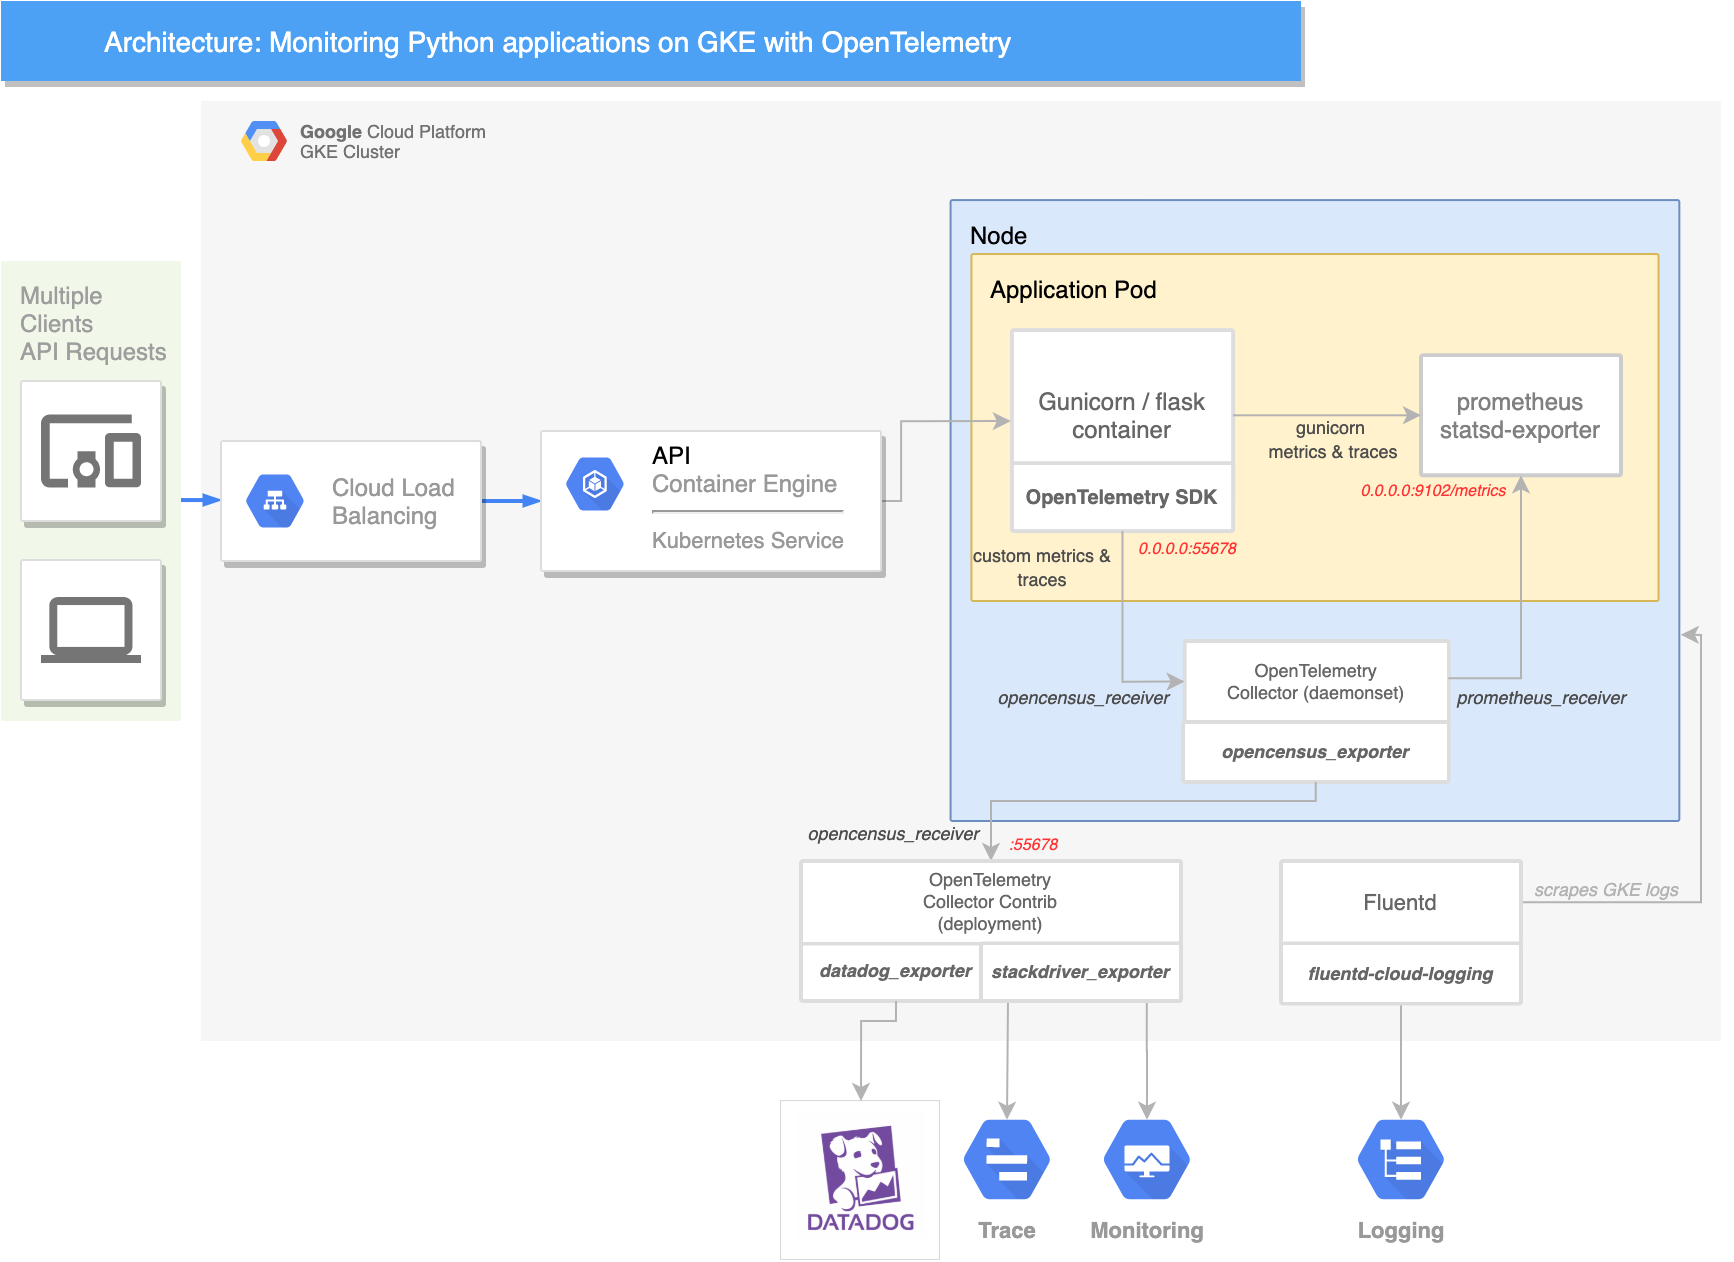 Architecture: Monitoring Python applications on GKE with OpenTelemetry
Google Cloud Platform
GKE Cluster
Multiple
Clients
API Requests
Cloud Load
Balancing
API
Container Engine
Kubernetes Service
Node
Application Pod
Gunicorn / flask
container
OpenTelemetry SDK
gunicorn
metrics & traces
prometheus
statsd-exporter
0.0.0.0:9102/metrics
0.0.0.0:55678
custom metrics &
traces
opencensus_receiver
OpenTelemetry
Collector (daemonset)
opencensus_exporter
prometheus_receiver
opencensus_receiver
:55678
OpenTelemetry
Collector Contrib
(deployment)
datadog_exporter
stackdriver_exporter
Fluentd
fluentd-cloud-logging
scrapes GKE logs
DATADOG
Trace
Monitoring
Logging